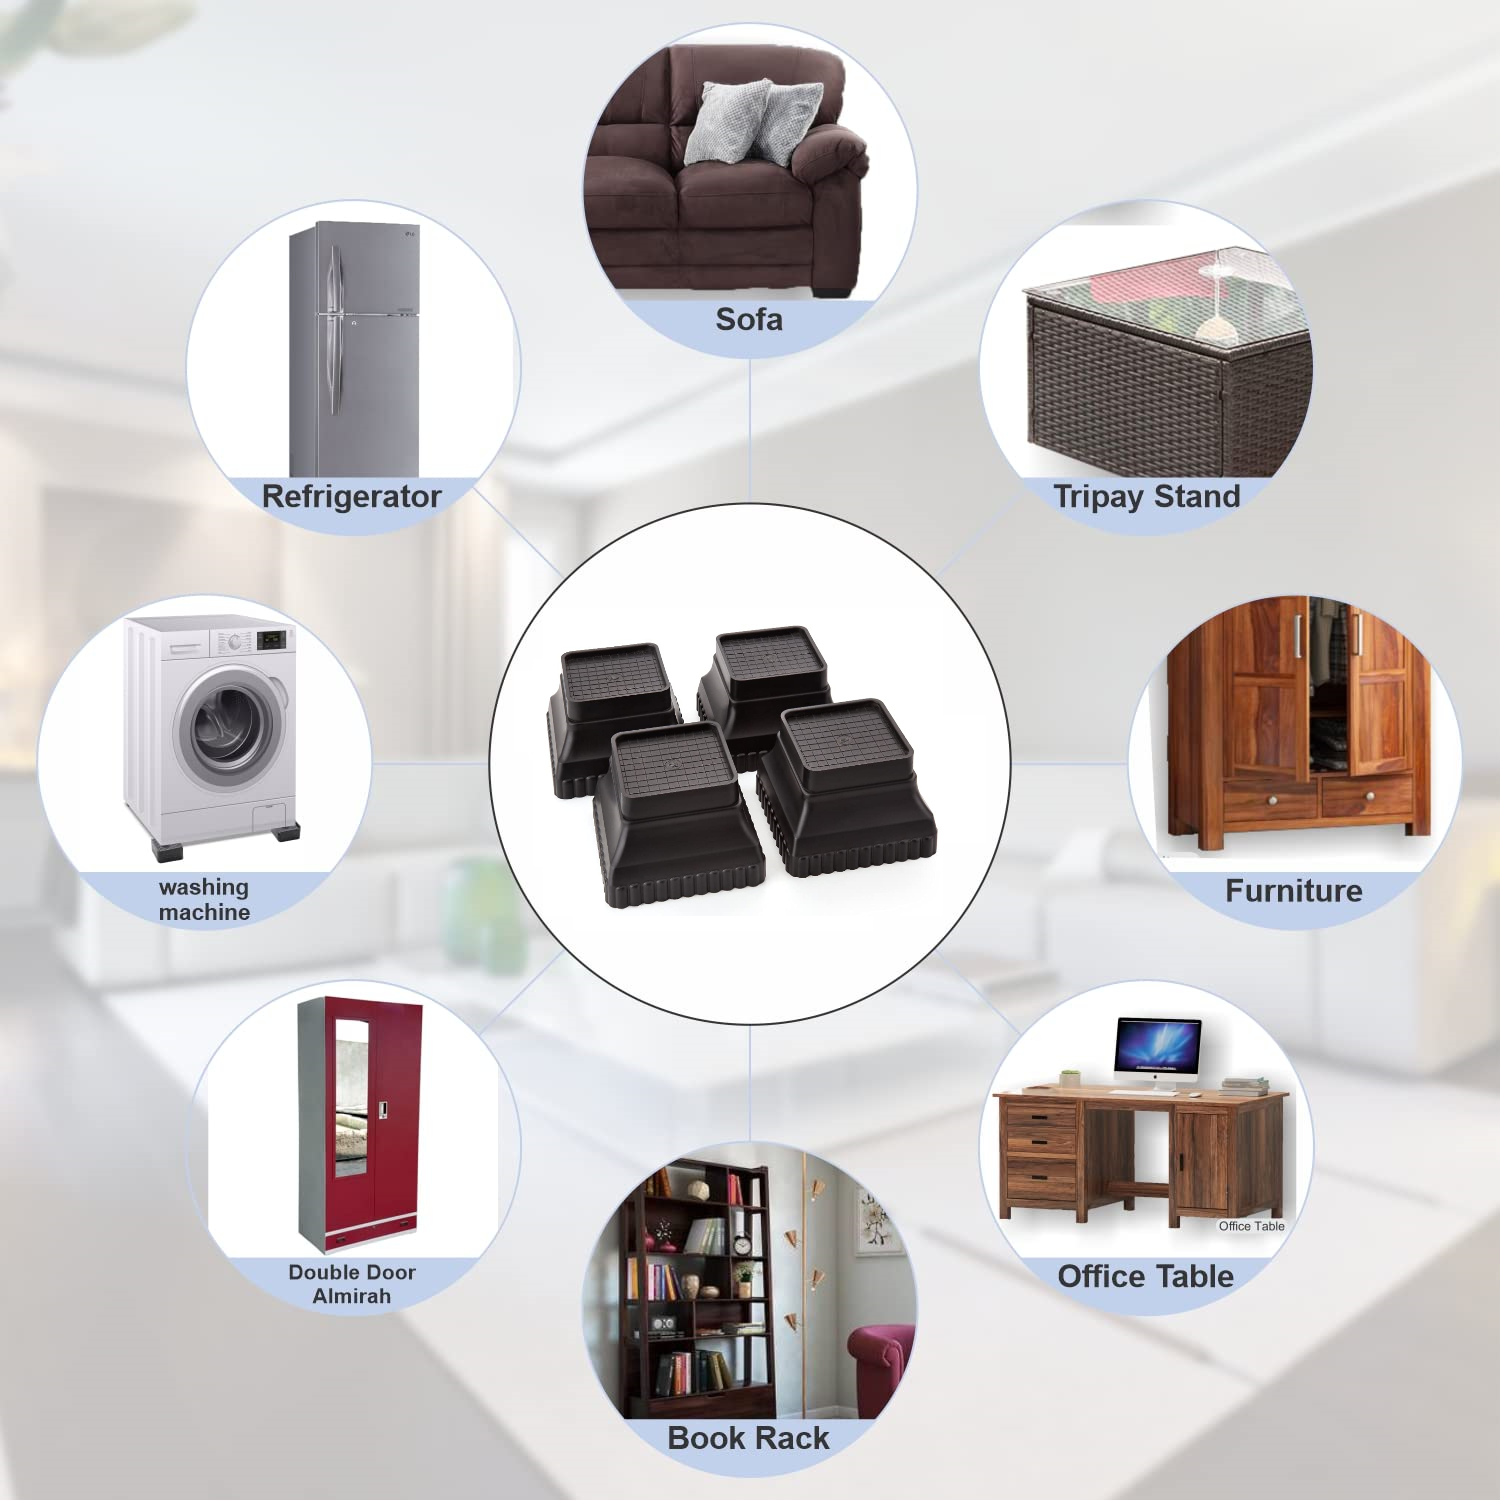 Sofa
Refrigerator
Tripay Stand
washing
machine
Furniture
Double Door
Almirah
Office Table
Office Table
Book Rack